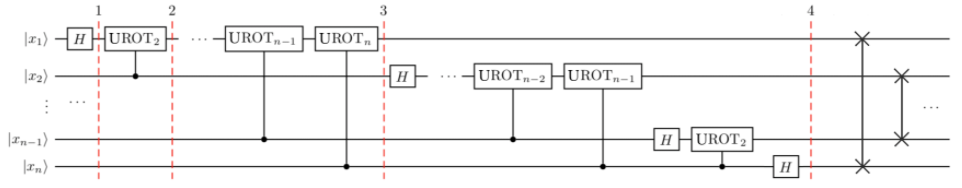 1 2 3 4
|x₁⟩ H UROT₂ ··· UROTₙ₋₁ UROTₙ
|x₂⟩ H ··· UROTₙ₋₂ UROTₙ₋₁
⋮ ··· ···
|xₙ₋₁⟩ H UROT₂
|xₙ⟩ H